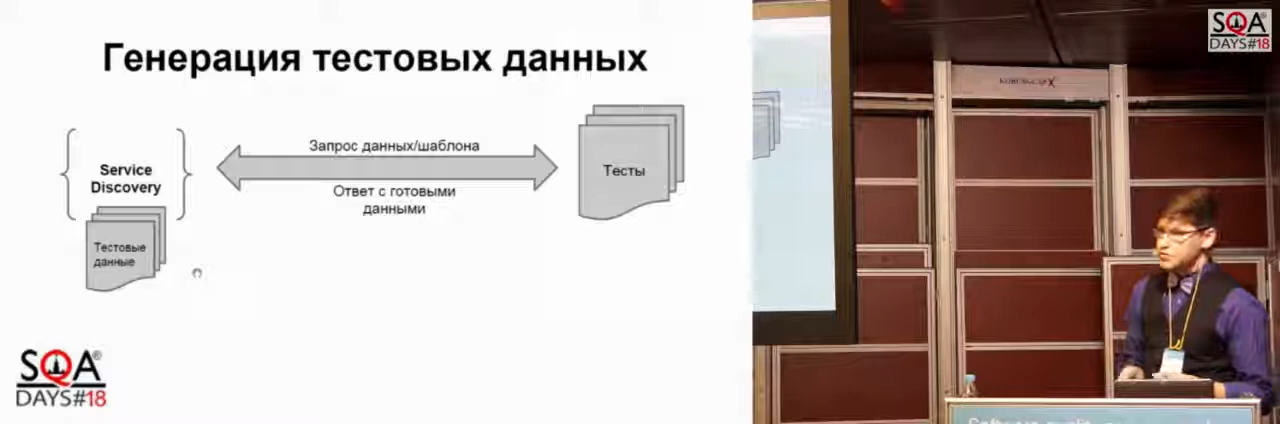 Генерация тестовых данных
Service
Discovery
Тестовые
данные
Запрос данных/шаблона
Ответ с готовыми
данными
Тесты
SQA®
DAYS#18
SQA®
DAYS#18